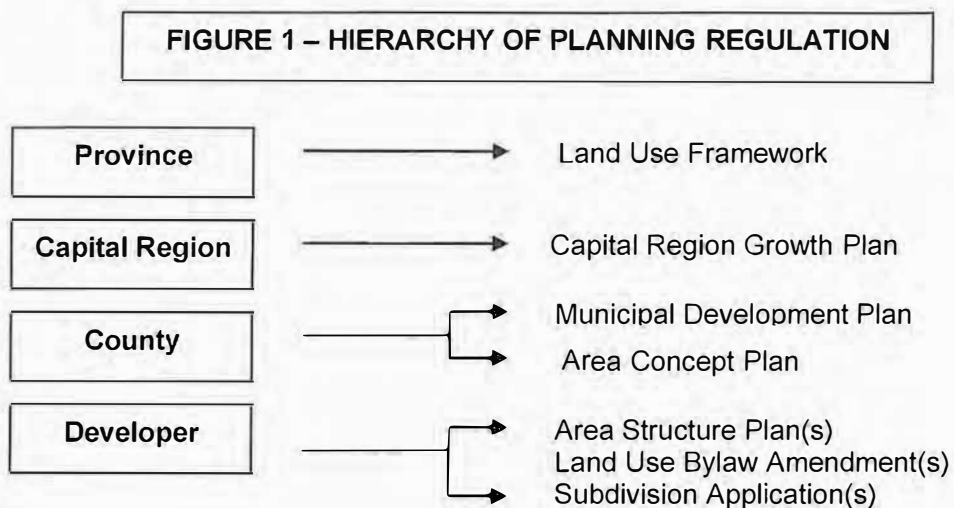 FIGURE 1 – HIERARCHY OF PLANNING REGULATION
Province
Land Use Framework
Capital Region
Capital Region Growth Plan
County
Municipal Development Plan
Area Concept Plan
Developer
Area Structure Plan(s)
Land Use Bylaw Amendment(s)
Subdivision Application(s)